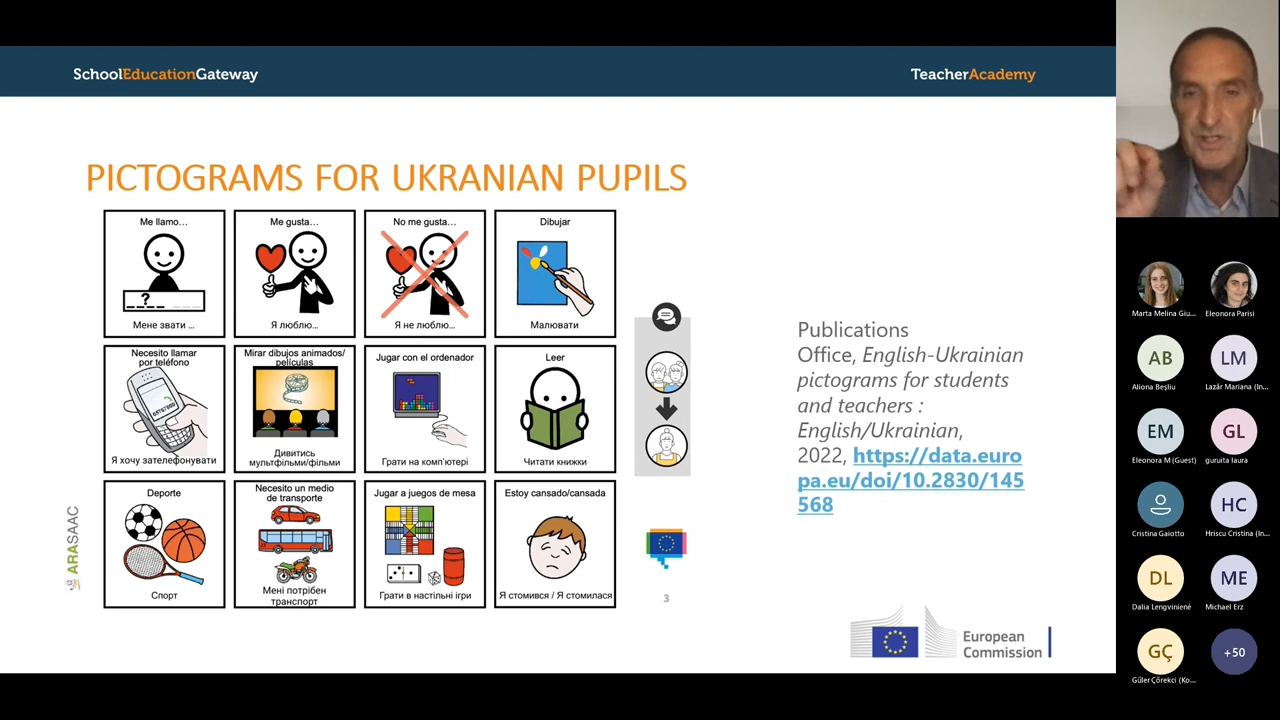 SchoolEducationGateway
TeacherAcademy
PICTOGRAMS FOR UKRANIAN PUPILS
Me llamo...
Мене звати ...
Me gusta...
Я люблю...
No me gusta...
Я не люблю...
Dibujar
Малювати
Necesito llamar
por teléfono
Я хочу зателефонувати
Mirar dibujos animados/
películas
Дивитись
мультфільми/фільми
Jugar con el ordenador
Грати на комп'ютері
Leer
Читати книжки
Deporte
Спорт
Necesito un medio
de transporte
Мені потрібен
транспорт
Jugar a juegos de mesa
Грати в настільні ігри
Estoy cansado/cansada
Я стомився / Я стомилася
ARASAAC
3
Publications
Office, English-Ukrainian
pictograms for students
and teachers :
English/Ukrainian,
2022, https://data.euro
pa.eu/doi/10.2830/145
568
European
Commission
Marta Melina Giu...
Eleonora Parisi
AB
Aliona Beşliu
LM
Lazăr Mariana (In...
EM
Eleonora M (Guest)
GL
guruita laura
Cristina Gaiotto
HC
Hriscu Cristina (In...
DL
Dalia Lengvinienė
ME
Michael Erz
GÇ
Güler Çörekci (Ko...
+50